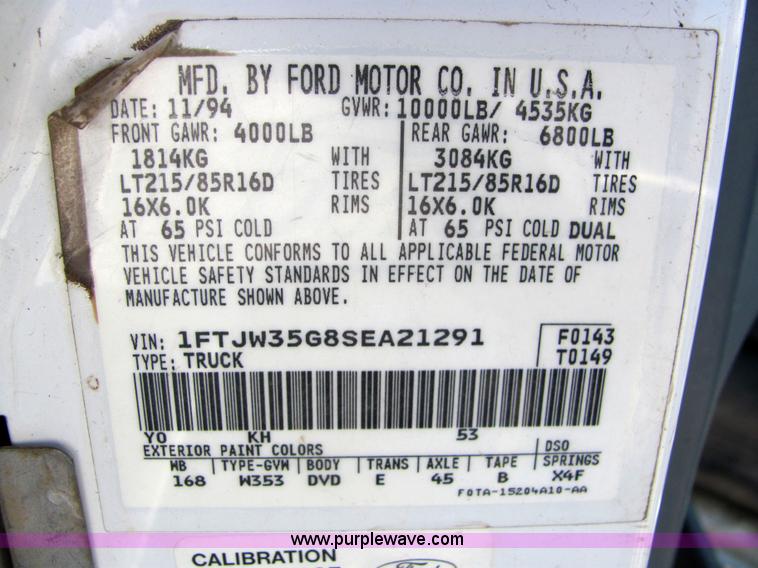 MFD. BY FORD MOTOR CO. IN U.S.A.
DATE: 11/94 GVWR: 10000LB/ 4535KG
FRONT GAWR: 4000LB REAR GAWR: 6800LB
1814KG WITH 3084KG WITH
LT215/85R16D TIRES LT215/85R16D TIRES
16X6.0K RIMS 16X6.0K RIMS
AT 65 PSI COLD AT 65 PSI COLD DUAL
THIS VEHICLE CONFORMS TO ALL APPLICABLE FEDERAL MOTOR
VEHICLE SAFETY STANDARDS IN EFFECT ON THE DATE OF
MANUFACTURE SHOWN ABOVE.
VIN: 1FTJW35G8SEA21291 F0143
TYPE: TRUCK T0149
YO KH 53
EXTERIOR PAINT COLORS DSO
WB TYPE-GVW BODY TRANS AXLE TAPE SPRINGS
168 W353 DVD E 45 B X4F
F0TA-15204A10-AA
www.purplewave.com
CALIBRATION
Ford